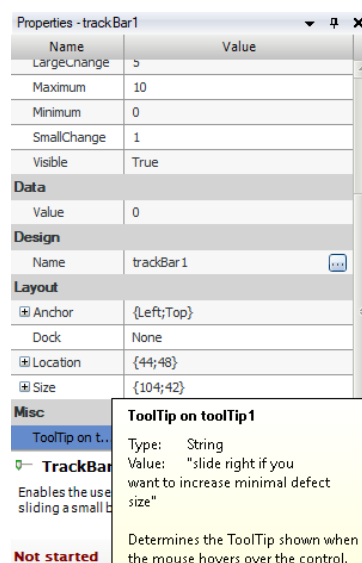 Properties - trackBar1
Name Value
LargeChange 5
Maximum 10
Minimum 0
SmallChange 1
Visible True
Data
Value 0
Design
Name trackBar1 ...
Layout
Anchor {Left;Top}
Dock None
Location {44;48}
Size {104;42}
Misc
ToolTip on t...
ToolTip on toolTip1
Type: String
Value: "slide right if you
want to increase minimal defect
size"
Determines the ToolTip shown when
the mouse hovers over the control.
TrackBar
Enables the use
sliding a small b
Not started